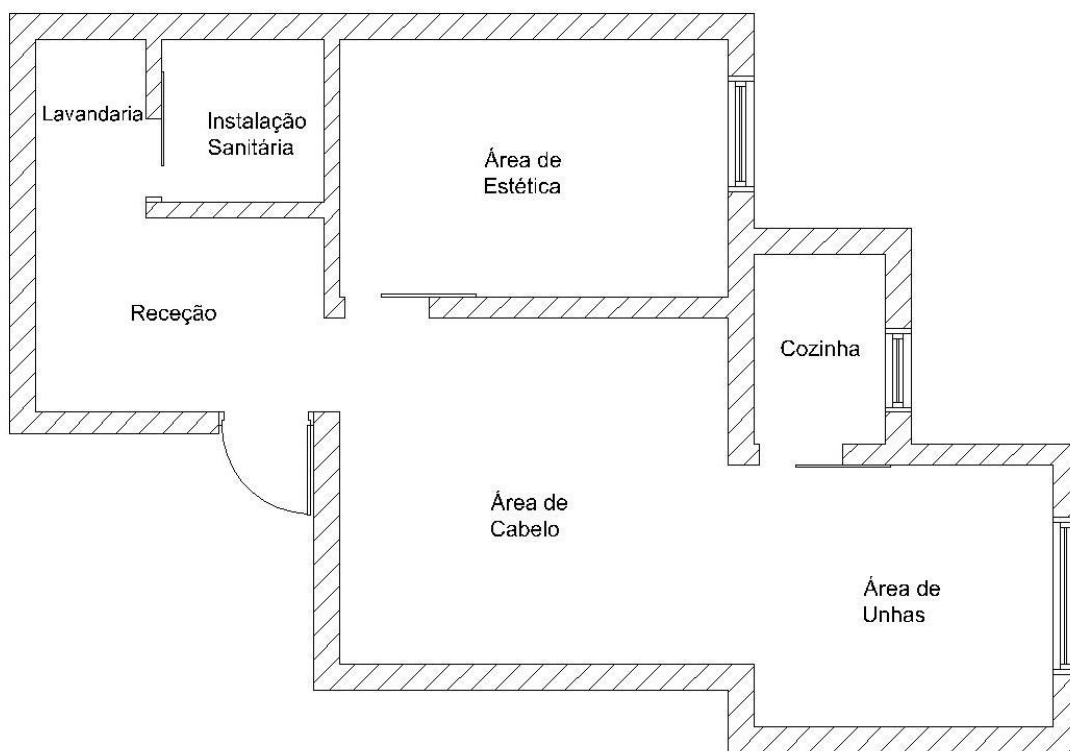 Lavandaria
Instalação
Sanitária
Área de
Estética
Receção
Cozinha
Área de
Cabelo
Área de
Unhas